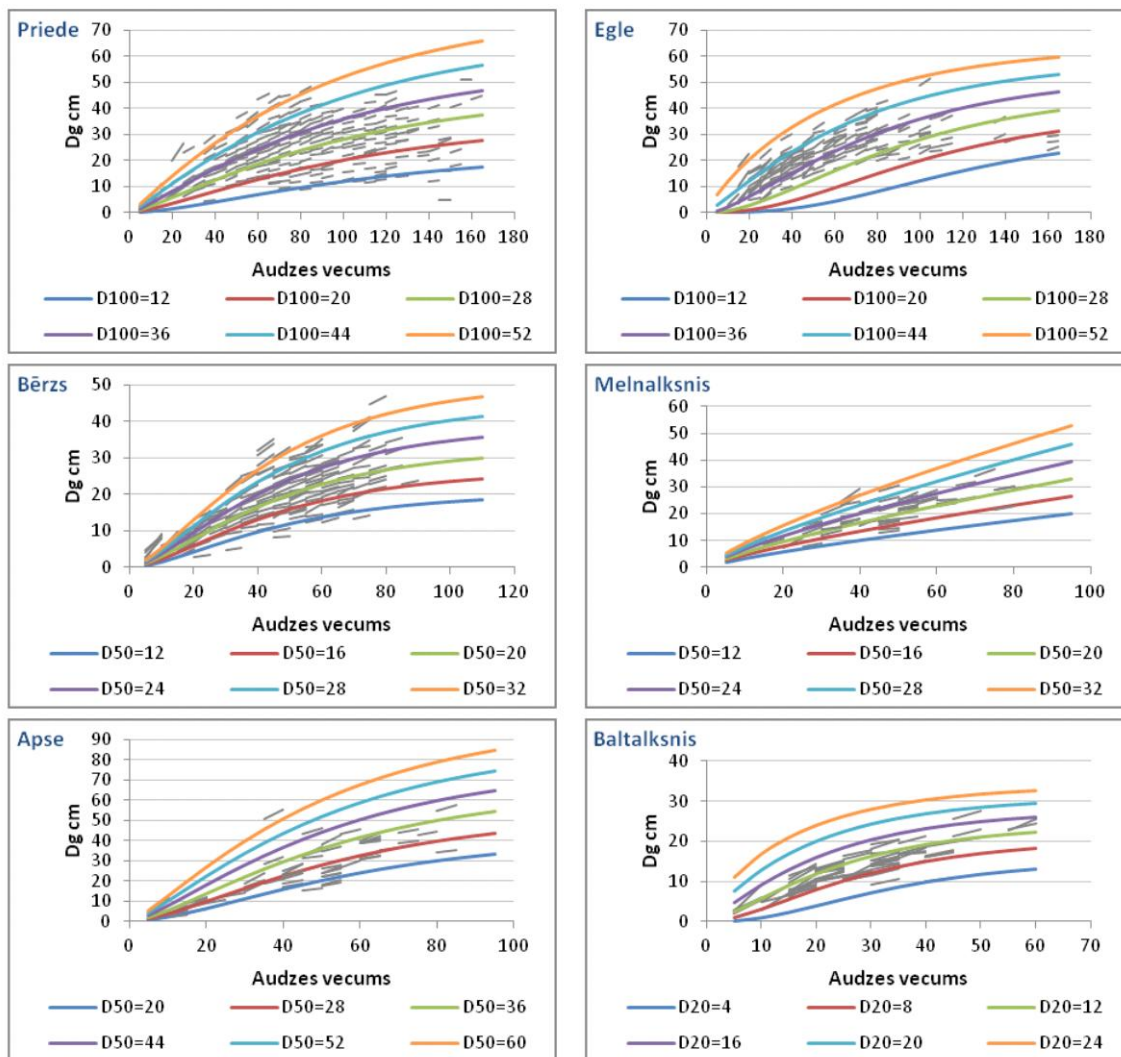 Priede
70
60
50
40
30
20
10
0
Dg cm
0 20 40 60 80 100 120 140 160 180
Audzes vecums
D100=12 D100=20 D100=28
D100=36 D100=44 D100=52
Egle
70
60
50
40
30
20
10
0
Dg cm
0 20 40 60 80 100 120 140 160 180
Audzes vecums
D100=12 D100=20 D100=28
D100=36 D100=44 D100=52
Bērzs
50
40
30
20
10
0
Dg cm
0 20 40 60 80 100 120
Audzes vecums
D50=12 D50=16 D50=20
D50=24 D50=28 D50=32
Melnalksnis
60
50
40
30
20
10
0
Dg cm
0 20 40 60 80 100
Audzes vecums
D50=12 D50=16 D50=20
D50=24 D50=28 D50=32
Apse
90
80
70
60
50
40
30
20
10
0
Dg cm
0 20 40 60 80 100
Audzes vecums
D50=20 D50=28 D50=36
D50=44 D50=52 D50=60
Baltalksnis
40
30
20
10
0
Dg cm
0 10 20 30 40 50 60 70
Audzes vecums
D20=4 D20=8 D20=12
D20=16 D20=20 D20=24